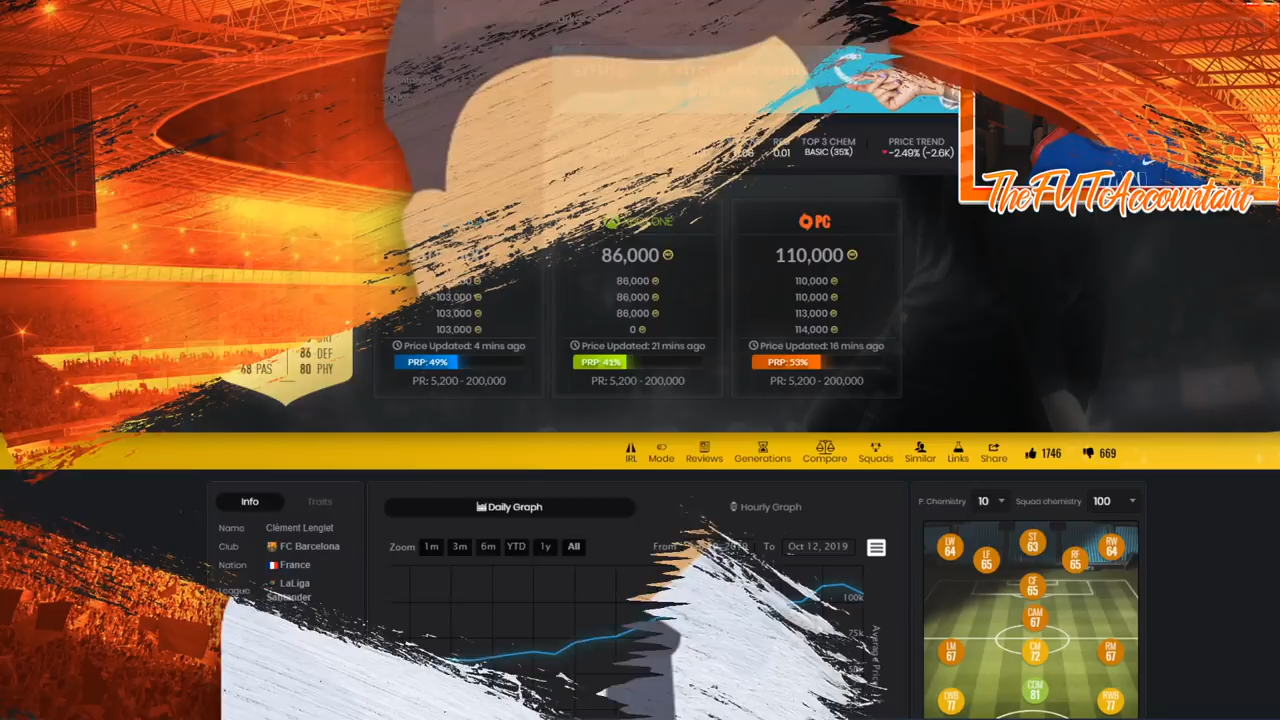 TOP 3 CHEM
BASIC (35%)
0.01
PRICE TREND
-2.49% (-2.6K)
TheFUTAccountant
PC
86,000
110,000
86,000
110,000
103,000
86,000
110,000
103,000
86,000
113,000
103,000
0
114,000
Price Updated: 4 mins ago
Price Updated: 21 mins ago
Price Updated: 16 mins ago
PRP: 49%
PRP: 41%
PRP: 53%
PR: 5,200 - 200,000
PR: 5,200 - 200,000
PR: 5,200 - 200,000
86 DEF
68 PAS
80 PHY
IRL
Mode
Reviews
Generations
Compare
Squads
Similar
Links
Share
1746
669
Info
Traits
Daily Graph
Hourly Graph
P. Chemistry
10
Squad chemistry
100
Name
Clément Lenglet
Club
FC Barcelona
Nation
France
League
LaLiga
Santander
Zoom
1m
3m
6m
YTD
1y
All
From
2019
To
Oct 12, 2019
100k
75k
Average Price
LW
64
LF
65
ST
63
RF
65
RW
64
CF
65
CAM
67
LM
67
CM
72
RM
67
CDM
81
LWB
77
RWB
77